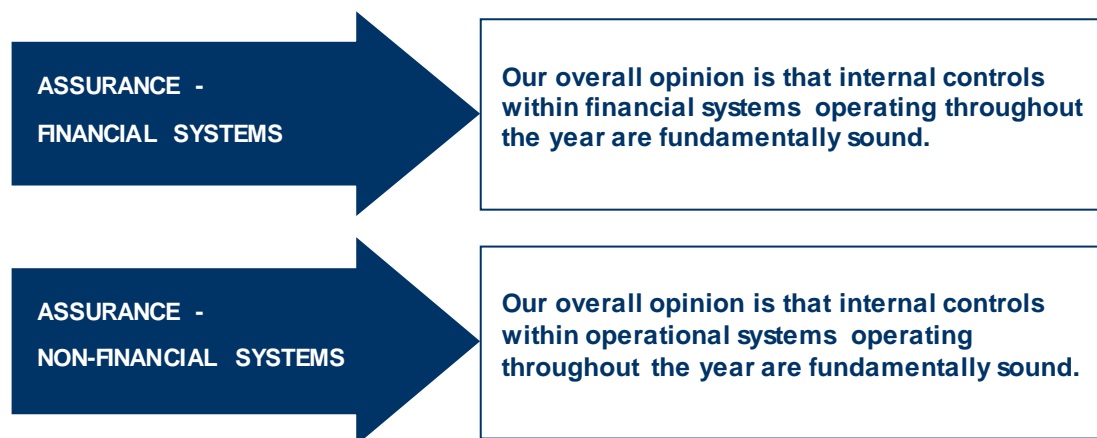 ASSURANCE -
FINANCIAL SYSTEMS
Our overall opinion is that internal controls
within financial systems operating throughout
the year are fundamentally sound.
ASSURANCE -
NON-FINANCIAL SYSTEMS
Our overall opinion is that internal controls
within operational systems operating
throughout the year are fundamentally sound.